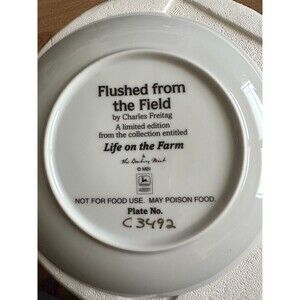 Flushed from
the Field
by Charles Freitag
A limited edition
from the collection entitled
Life on the Farm
by
the Danbury Mint
© MBI
NOT FOR FOOD USE. MAY POISON FOOD.
Plate No.
C3492